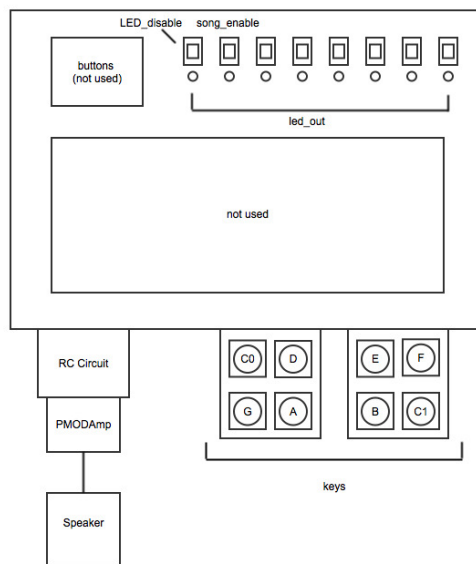 LED_disable song_enable
buttons
(not used)
led_out
not used
RC Circuit
C0 D E F
PMODAmp
G A B C1
keys
Speaker